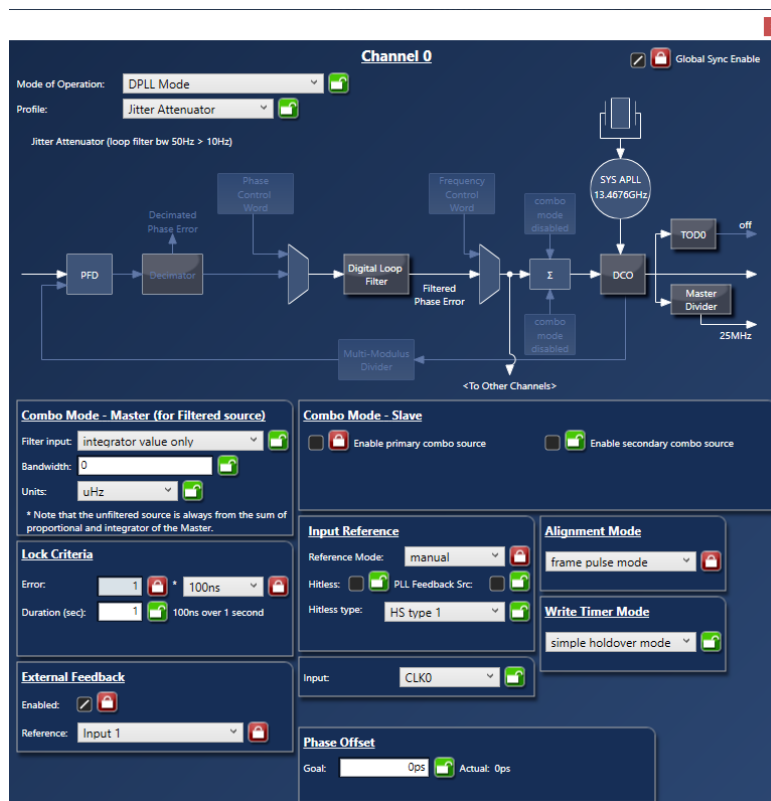 Channel 0
Global Sync Enable
Mode of Operation: DPLL Mode
Profile: Jitter Attenuator
Jitter Attenuator (loop filter bw 50Hz > 10Hz)
Phase
Control
Word
Frequency
Control
Word
Decimated
Phase Error
combo
mode
disabled
SYS APLL
13.4676GHz
TOD0
off
PFD
Decimator
Digital Loop
Filter
Filtered
Phase Error
Σ
DCO
Master
Divider
25MHz
combo
mode
disabled
Multi-Modulus
Divider
<To Other Channels>
Combo Mode - Master (for Filtered source)
Filter input: integrator value only
Bandwidth: 0
Units: uHz
* Note that the unfiltered source is always from the sum of
proportional and integrator of the Master.
Combo Mode - Slave
Enable primary combo source
Enable secondary combo source
Lock Criteria
Error: 1 * 100ns
Duration (sec): 1 100ns over 1 second
Input Reference
Reference Mode: manual
Hitless: PLL Feedback Src:
Hitless type: HS type 1
Alignment Mode
frame pulse mode
Write Timer Mode
simple holdover mode
External Feedback
Enabled:
Reference: Input 1
Input: CLK0
Phase Offset
Goal: 0ps Actual: 0ps